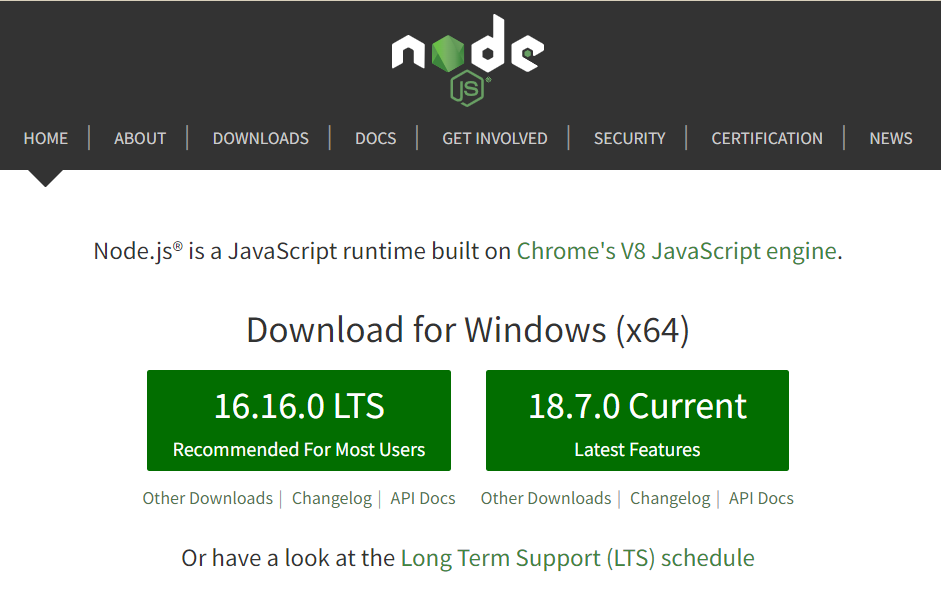 node
JS®
HOME | ABOUT | DOWNLOADS | DOCS | GET INVOLVED | SECURITY | CERTIFICATION | NEWS
Node.js® is a JavaScript runtime built on Chrome's V8 JavaScript engine.
Download for Windows (x64)
16.16.0 LTS
Recommended For Most Users
18.7.0 Current
Latest Features
Other Downloads | Changelog | API Docs
Other Downloads | Changelog | API Docs
Or have a look at the Long Term Support (LTS) schedule